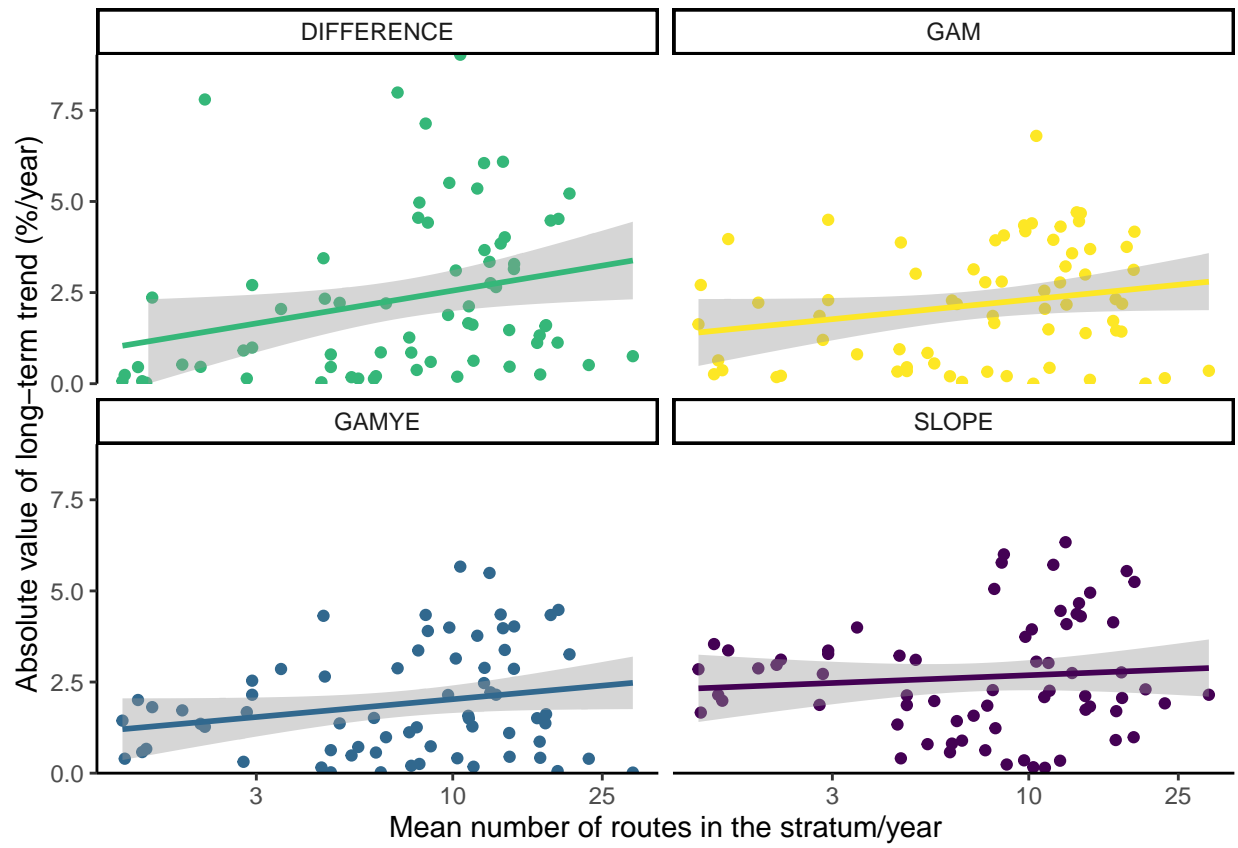 DIFFERENCE
GAM
7.5
5.0
2.5
0.0
GAMYE
SLOPE
7.5
5.0
2.5
0.0
3
10
25
3
10
25
Mean number of routes in the stratum/year
Absolute value of long−term trend (%/year)